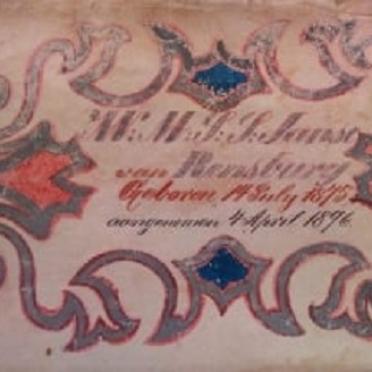 W. M. S. S. Janse
van Rensburg
Geboren 14 July 1875
aangenomen 4 April 1896